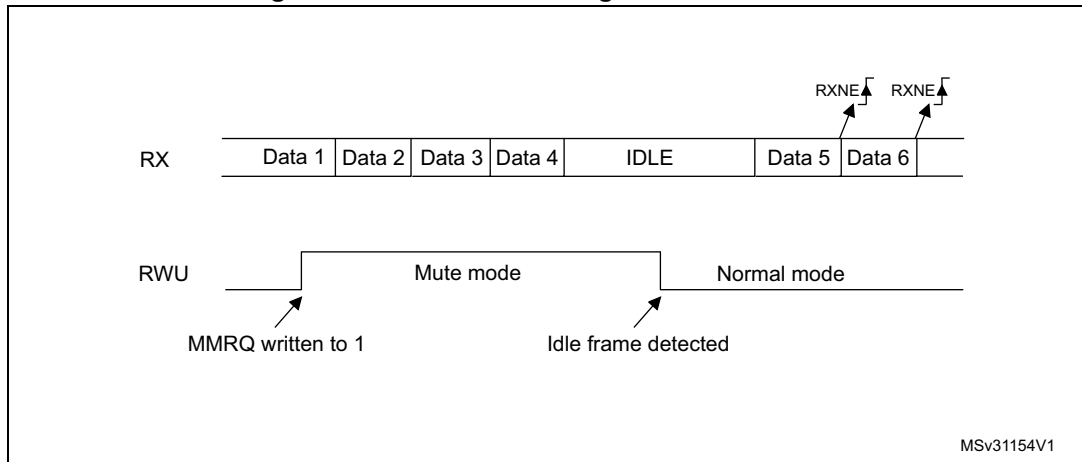 RXNE RXNE
RX Data 1 Data 2 Data 3 Data 4 IDLE Data 5 Data 6
RWU Mute mode Normal mode
MMRQ written to 1 Idle frame detected
MSv31154V1